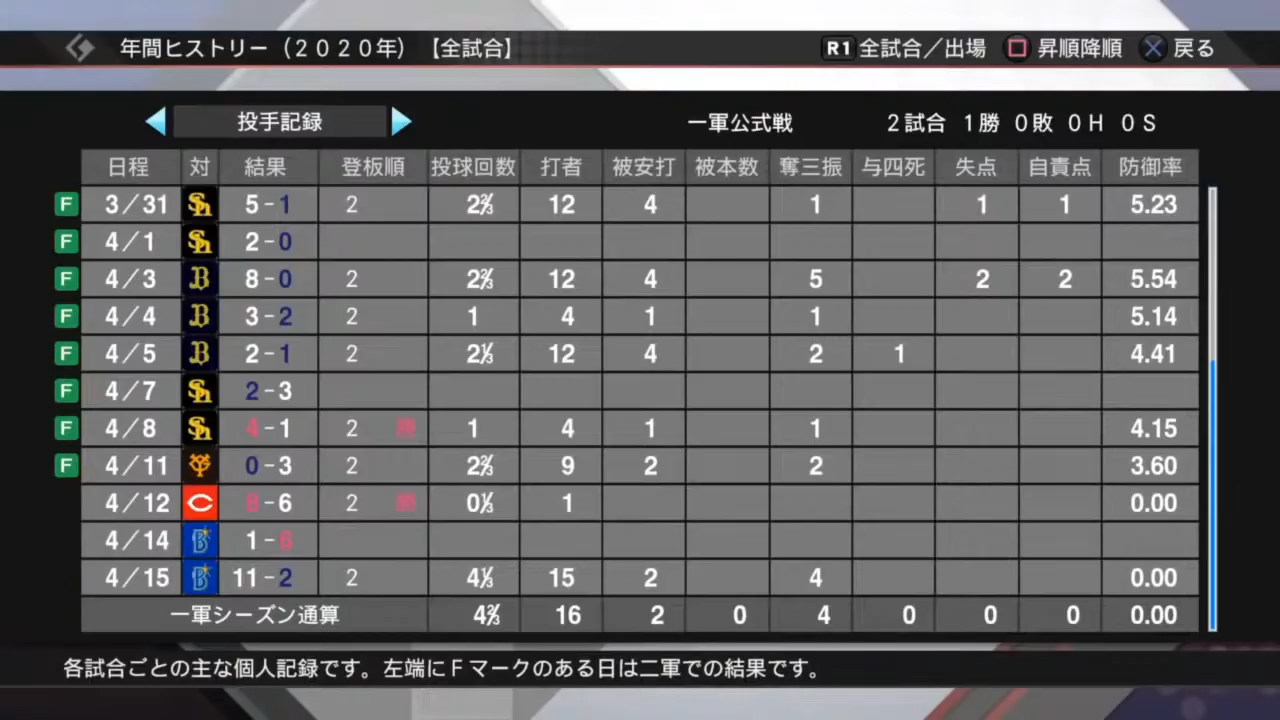 年間ヒストリー（２０２０年）【全試合】 R1 全試合／出場 昇順降順 戻る
投手記録 一軍公式戦 ２試合 １勝 ０敗 ０Ｈ ０Ｓ
日程 対 結果 登板順 投球回数 打者 被安打 被本数 奪三振 与四死 失点 自責点 防御率
F 3/31 Sh 5-1 2 2⅔ 12 4 1 1 1 5.23
F 4/1 Sh 2-0
F 4/3 B 8-0 2 2⅔ 12 4 5 2 2 5.54
F 4/4 B 3-2 2 1 4 1 1 5.14
F 4/5 B 2-1 2 2⅓ 12 4 2 1 4.41
F 4/7 Sh 2-3
F 4/8 Sh 4-1 2 勝 1 4 1 1 4.15
F 4/11 2-line 0-3 2 2⅔ 9 2 2 3.60
4/12 C 8-6 2 勝 0⅓ 1 0.00
4/14 B 1-6
4/15 B 11-2 2 4⅓ 15 2 4 0.00
一軍シーズン通算 4⅔ 16 2 0 4 0 0 0 0.00
各試合ごとの主な個人記録です。左端にＦマークのある日は二軍での結果です。